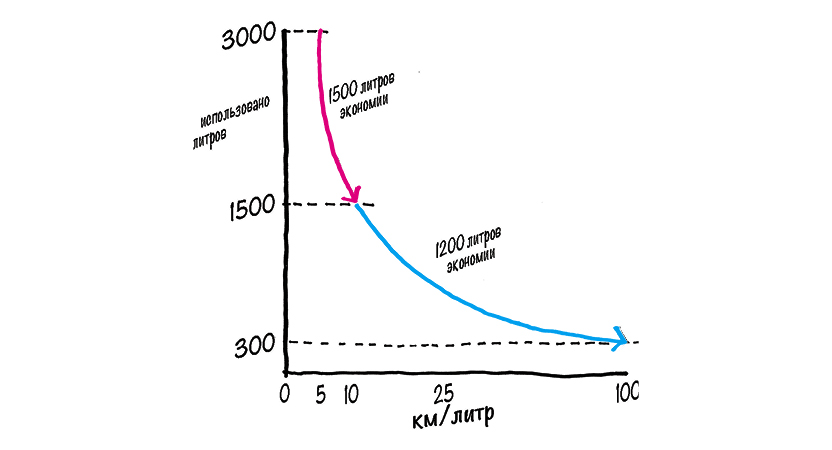 3000
1500 литров
экономии
использовано
литров
1500
1200 литров
экономии
300
0 5 10 25 100
км/литр